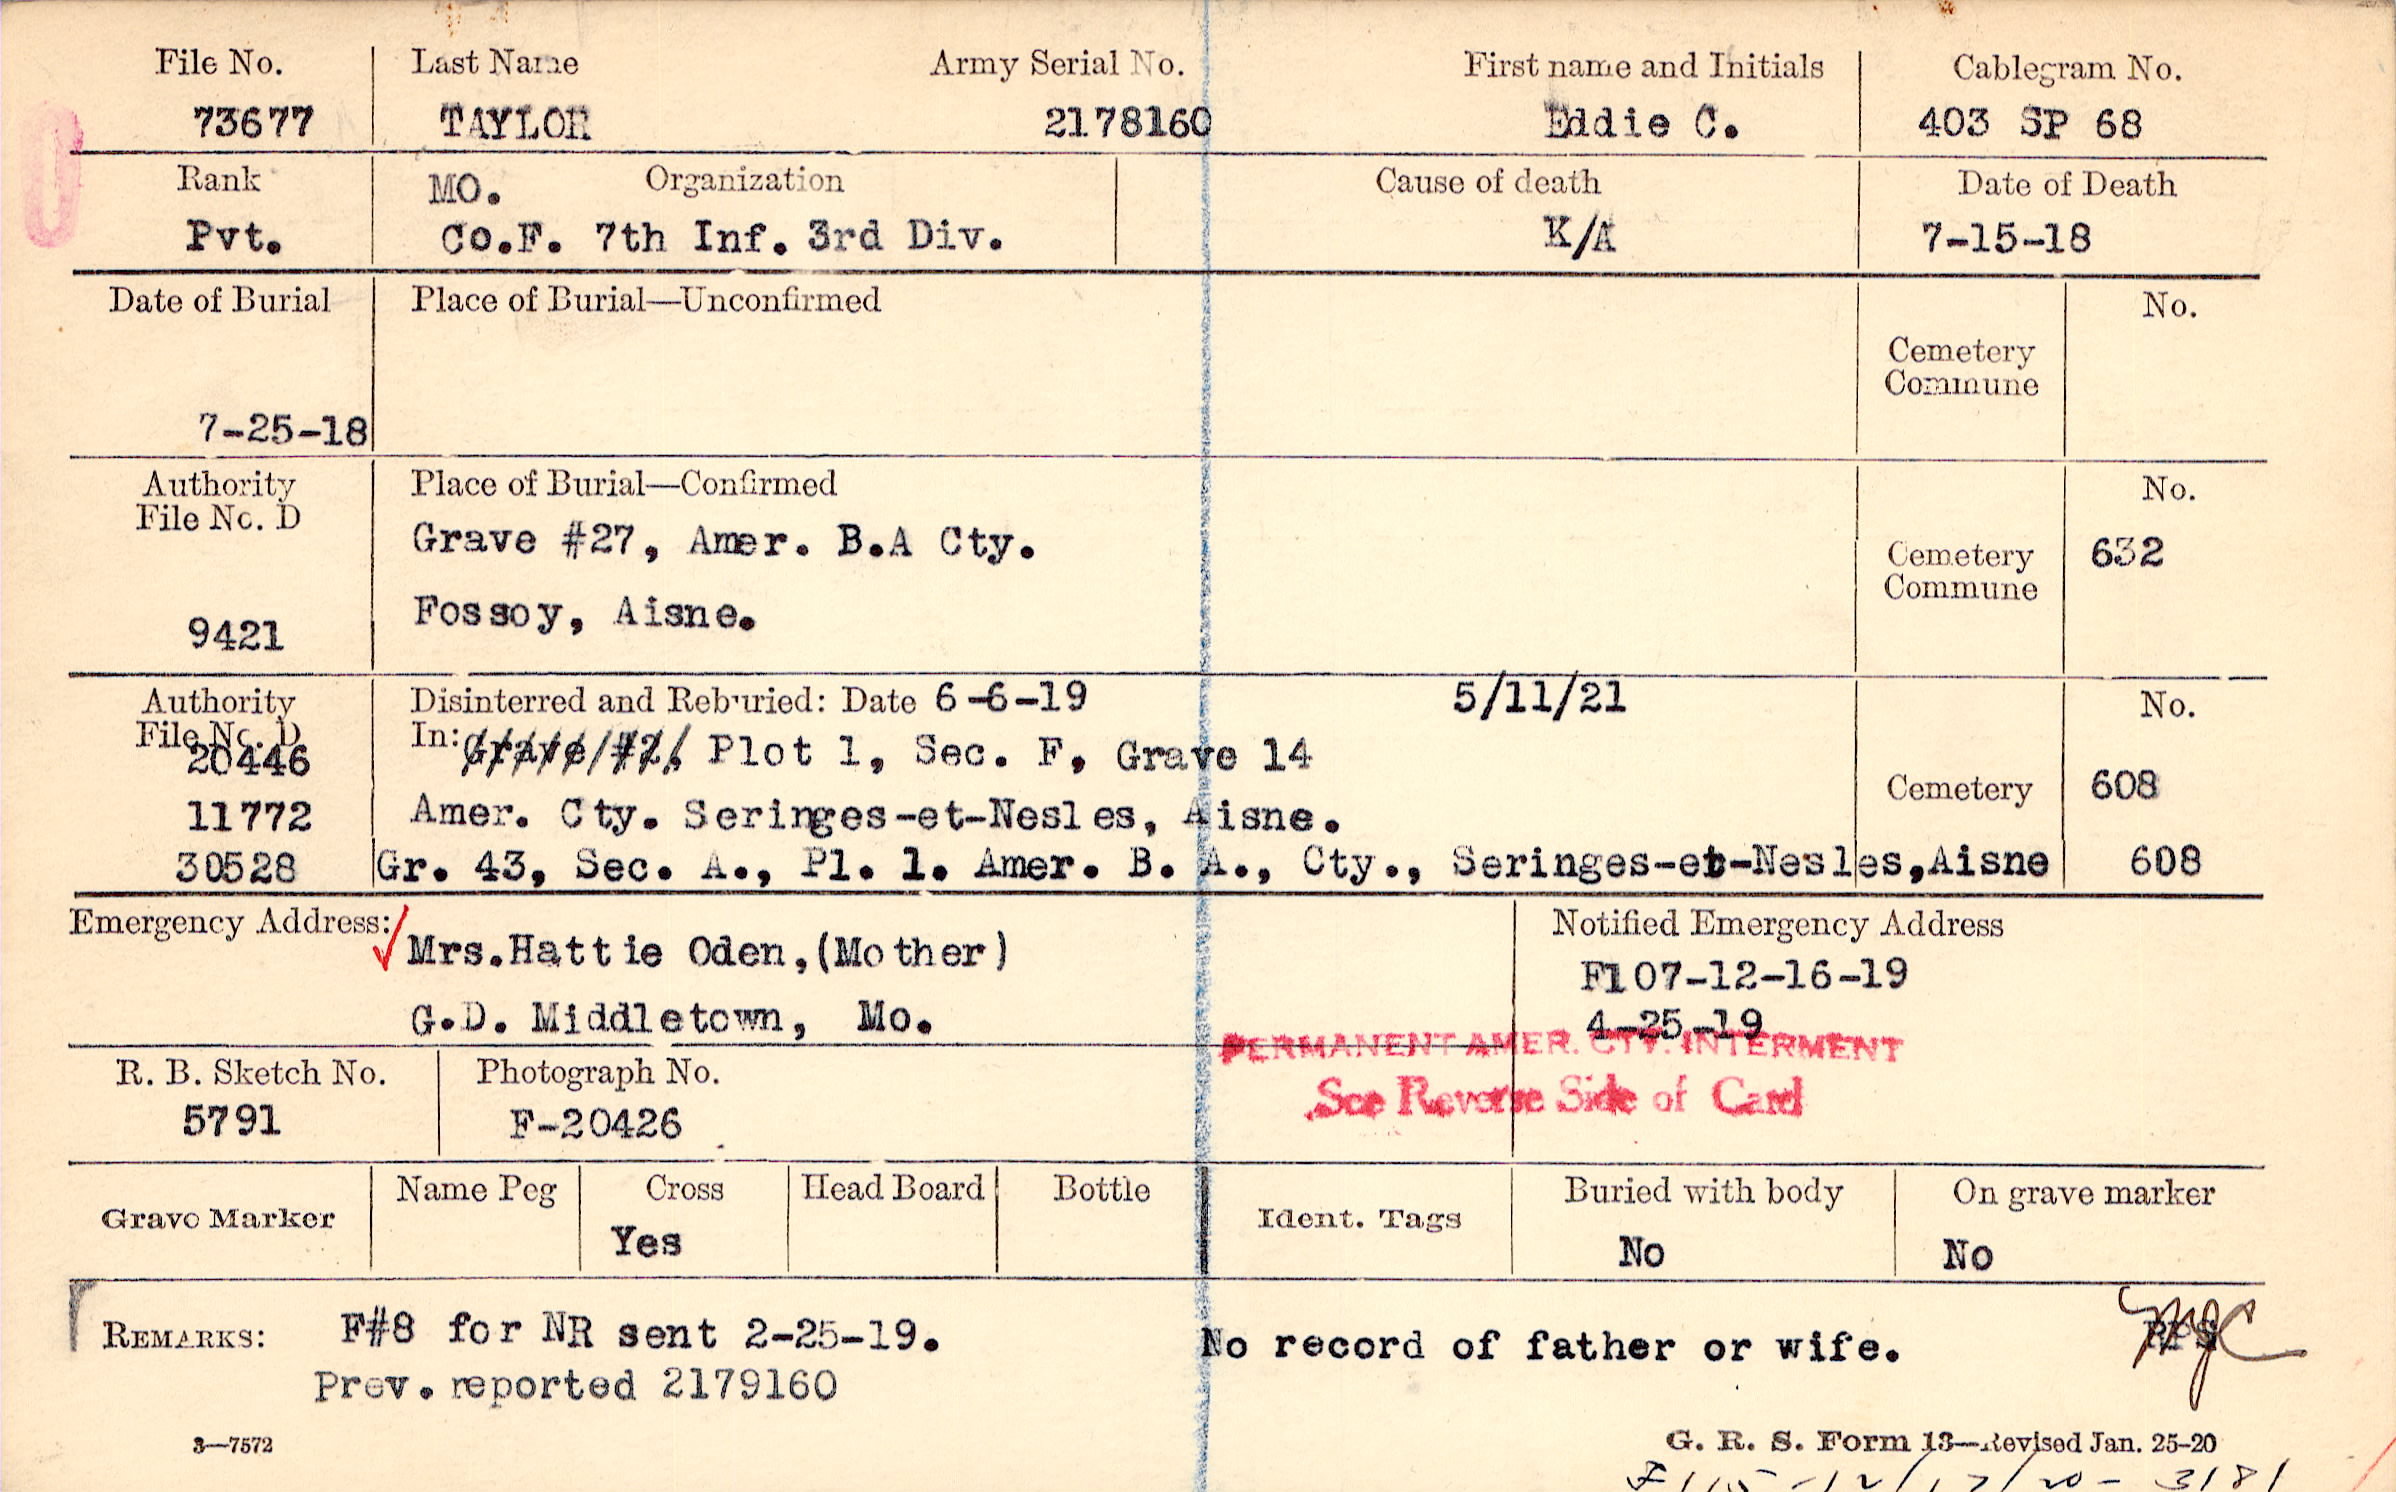 File No. Last Name Army Serial No. First name and Initials Cablegram No.
73677 TAYLOR 2178160 Eddie C. 403 SP 68
Rank MO. Organization Cause of death Date of Death
Pvt. Co.F. 7th Inf. 3rd Div. K/A 7-15-18
Date of Burial Place of Burial—Unconfirmed No.
Cemetery
Commune
7-25-18
Authority Place of Burial—Confirmed No.
File No. D
Grave #27, Amer. B.A Cty. Cemetery 632
Commune
Fossoy, Aisne.
9421
Authority Disinterred and Reburied: Date 6-6-19 5/11/21 No.
File No. D In: Grave #2, Plot 1, Sec. F, Grave 14
20446
Cemetery 608
11772 Amer. Cty. Seringes-et-Nesles, Aisne.
30528 Gr. 43, Sec. A., Pl. 1. Amer. B. A., Cty., Seringes-et-Nesles,Aisne 608
Emergency Address: Notified Emergency Address
Mrs.Hattie Oden,(Mother) F107-12-16-19
G.D. Middletown, Mo. 4-25-19
PERMANENT AMER. CTY. INTERMENT
See Reverse Side of Card
R. B. Sketch No. Photograph No.
5791 F-20426
Grave Marker Name Peg Cross Head Board Bottle Ident. Tags Buried with body On grave marker
Yes No No
REMARKS: F#8 for NR sent 2-25-19. No record of father or wife.
Prev. reported 2179160
3—7572 G. R. S. Form 13—Revised Jan. 25-20